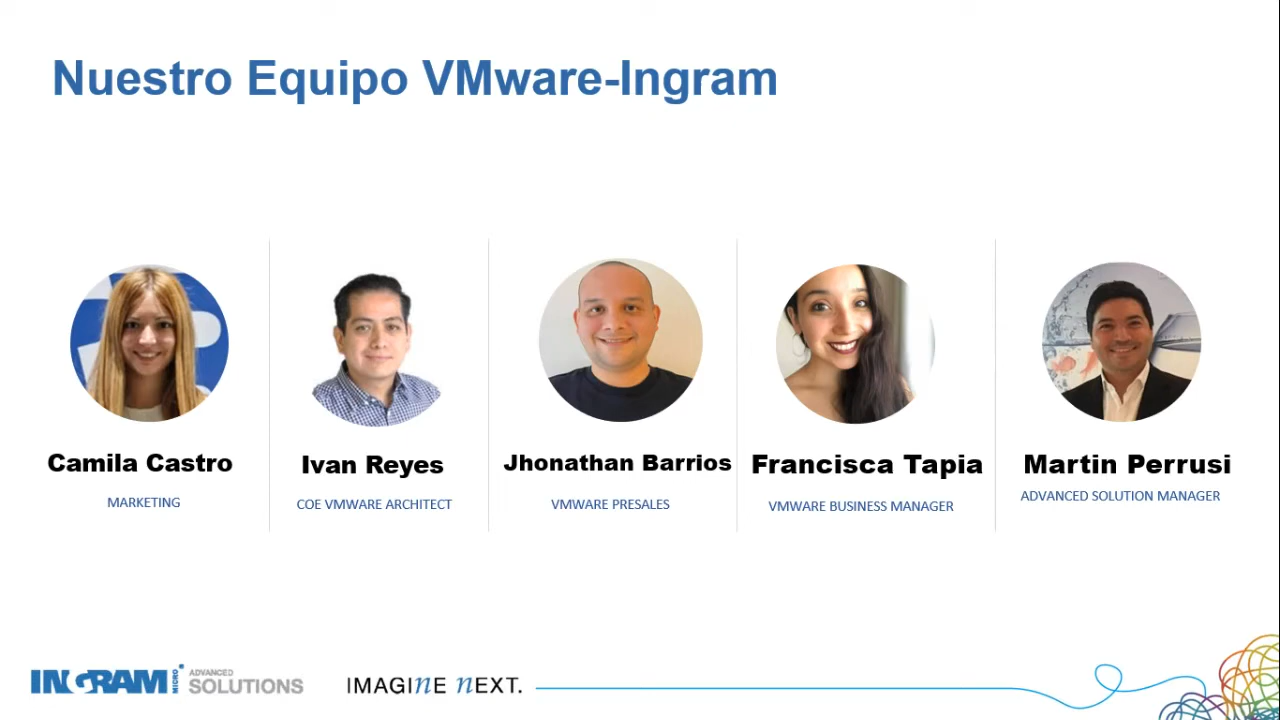 Nuestro Equipo VMware-Ingram
Camila Castro
MARKETING
Ivan Reyes
COE VMWARE ARCHITECT
Jhonathan Barrios
VMWARE PRESALES
Francisca Tapia
VMWARE BUSINESS MANAGER
Martin Perrusi
ADVANCED SOLUTION MANAGER
INGRAM MICRO ADVANCED
SOLUTIONS
IMAGINE NEXT.